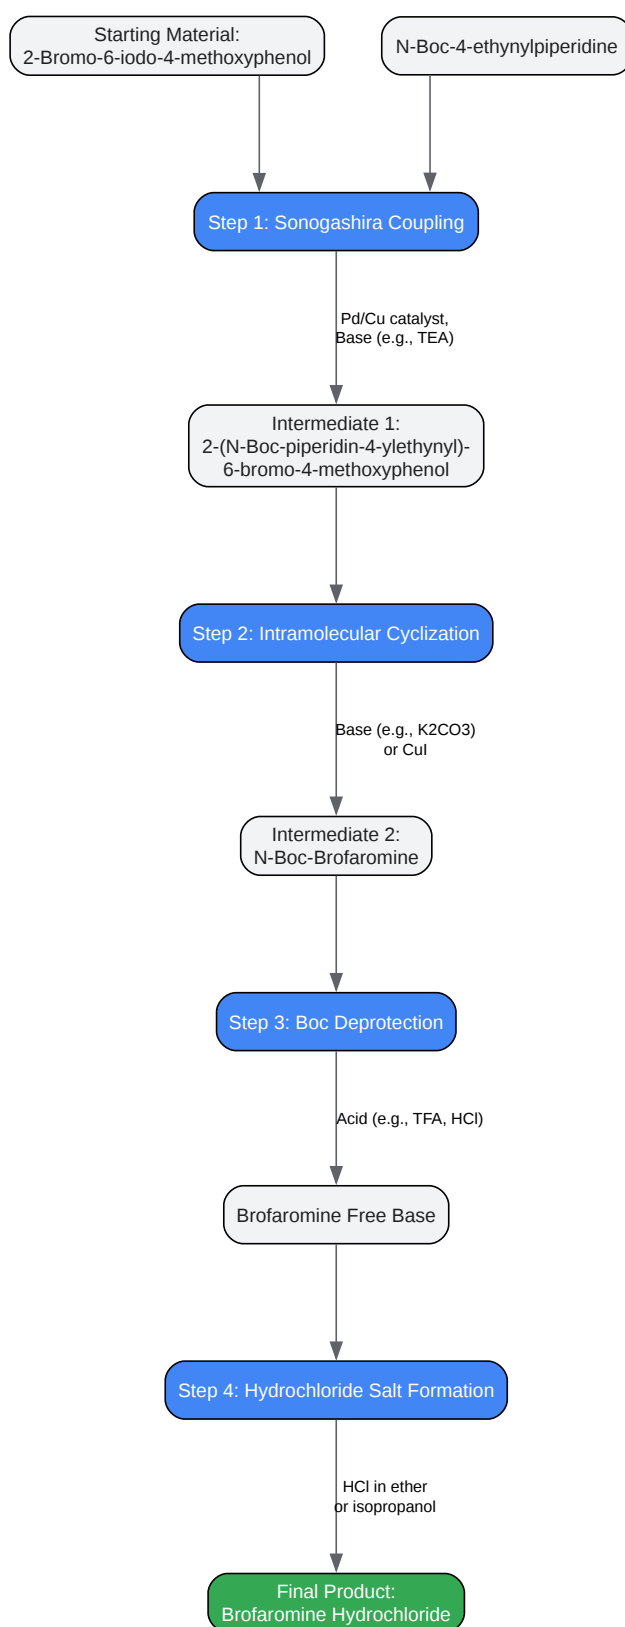 Starting Material:
2-Bromo-6-iodo-4-methoxyphenol
N-Boc-4-ethynylpiperidine
Step 1: Sonogashira Coupling
Pd/Cu catalyst,
Base (e.g., TEA)
Intermediate 1:
2-(N-Boc-piperidin-4-ylethynyl)-
6-bromo-4-methoxyphenol
Step 2: Intramolecular Cyclization
Base (e.g., K2CO3)
or CuI
Intermediate 2:
N-Boc-Brofaromine
Step 3: Boc Deprotection
Acid (e.g., TFA, HCl)
Brofaromine Free Base
Step 4: Hydrochloride Salt Formation
HCl in ether
or isopropanol
Final Product:
Brofaromine Hydrochloride